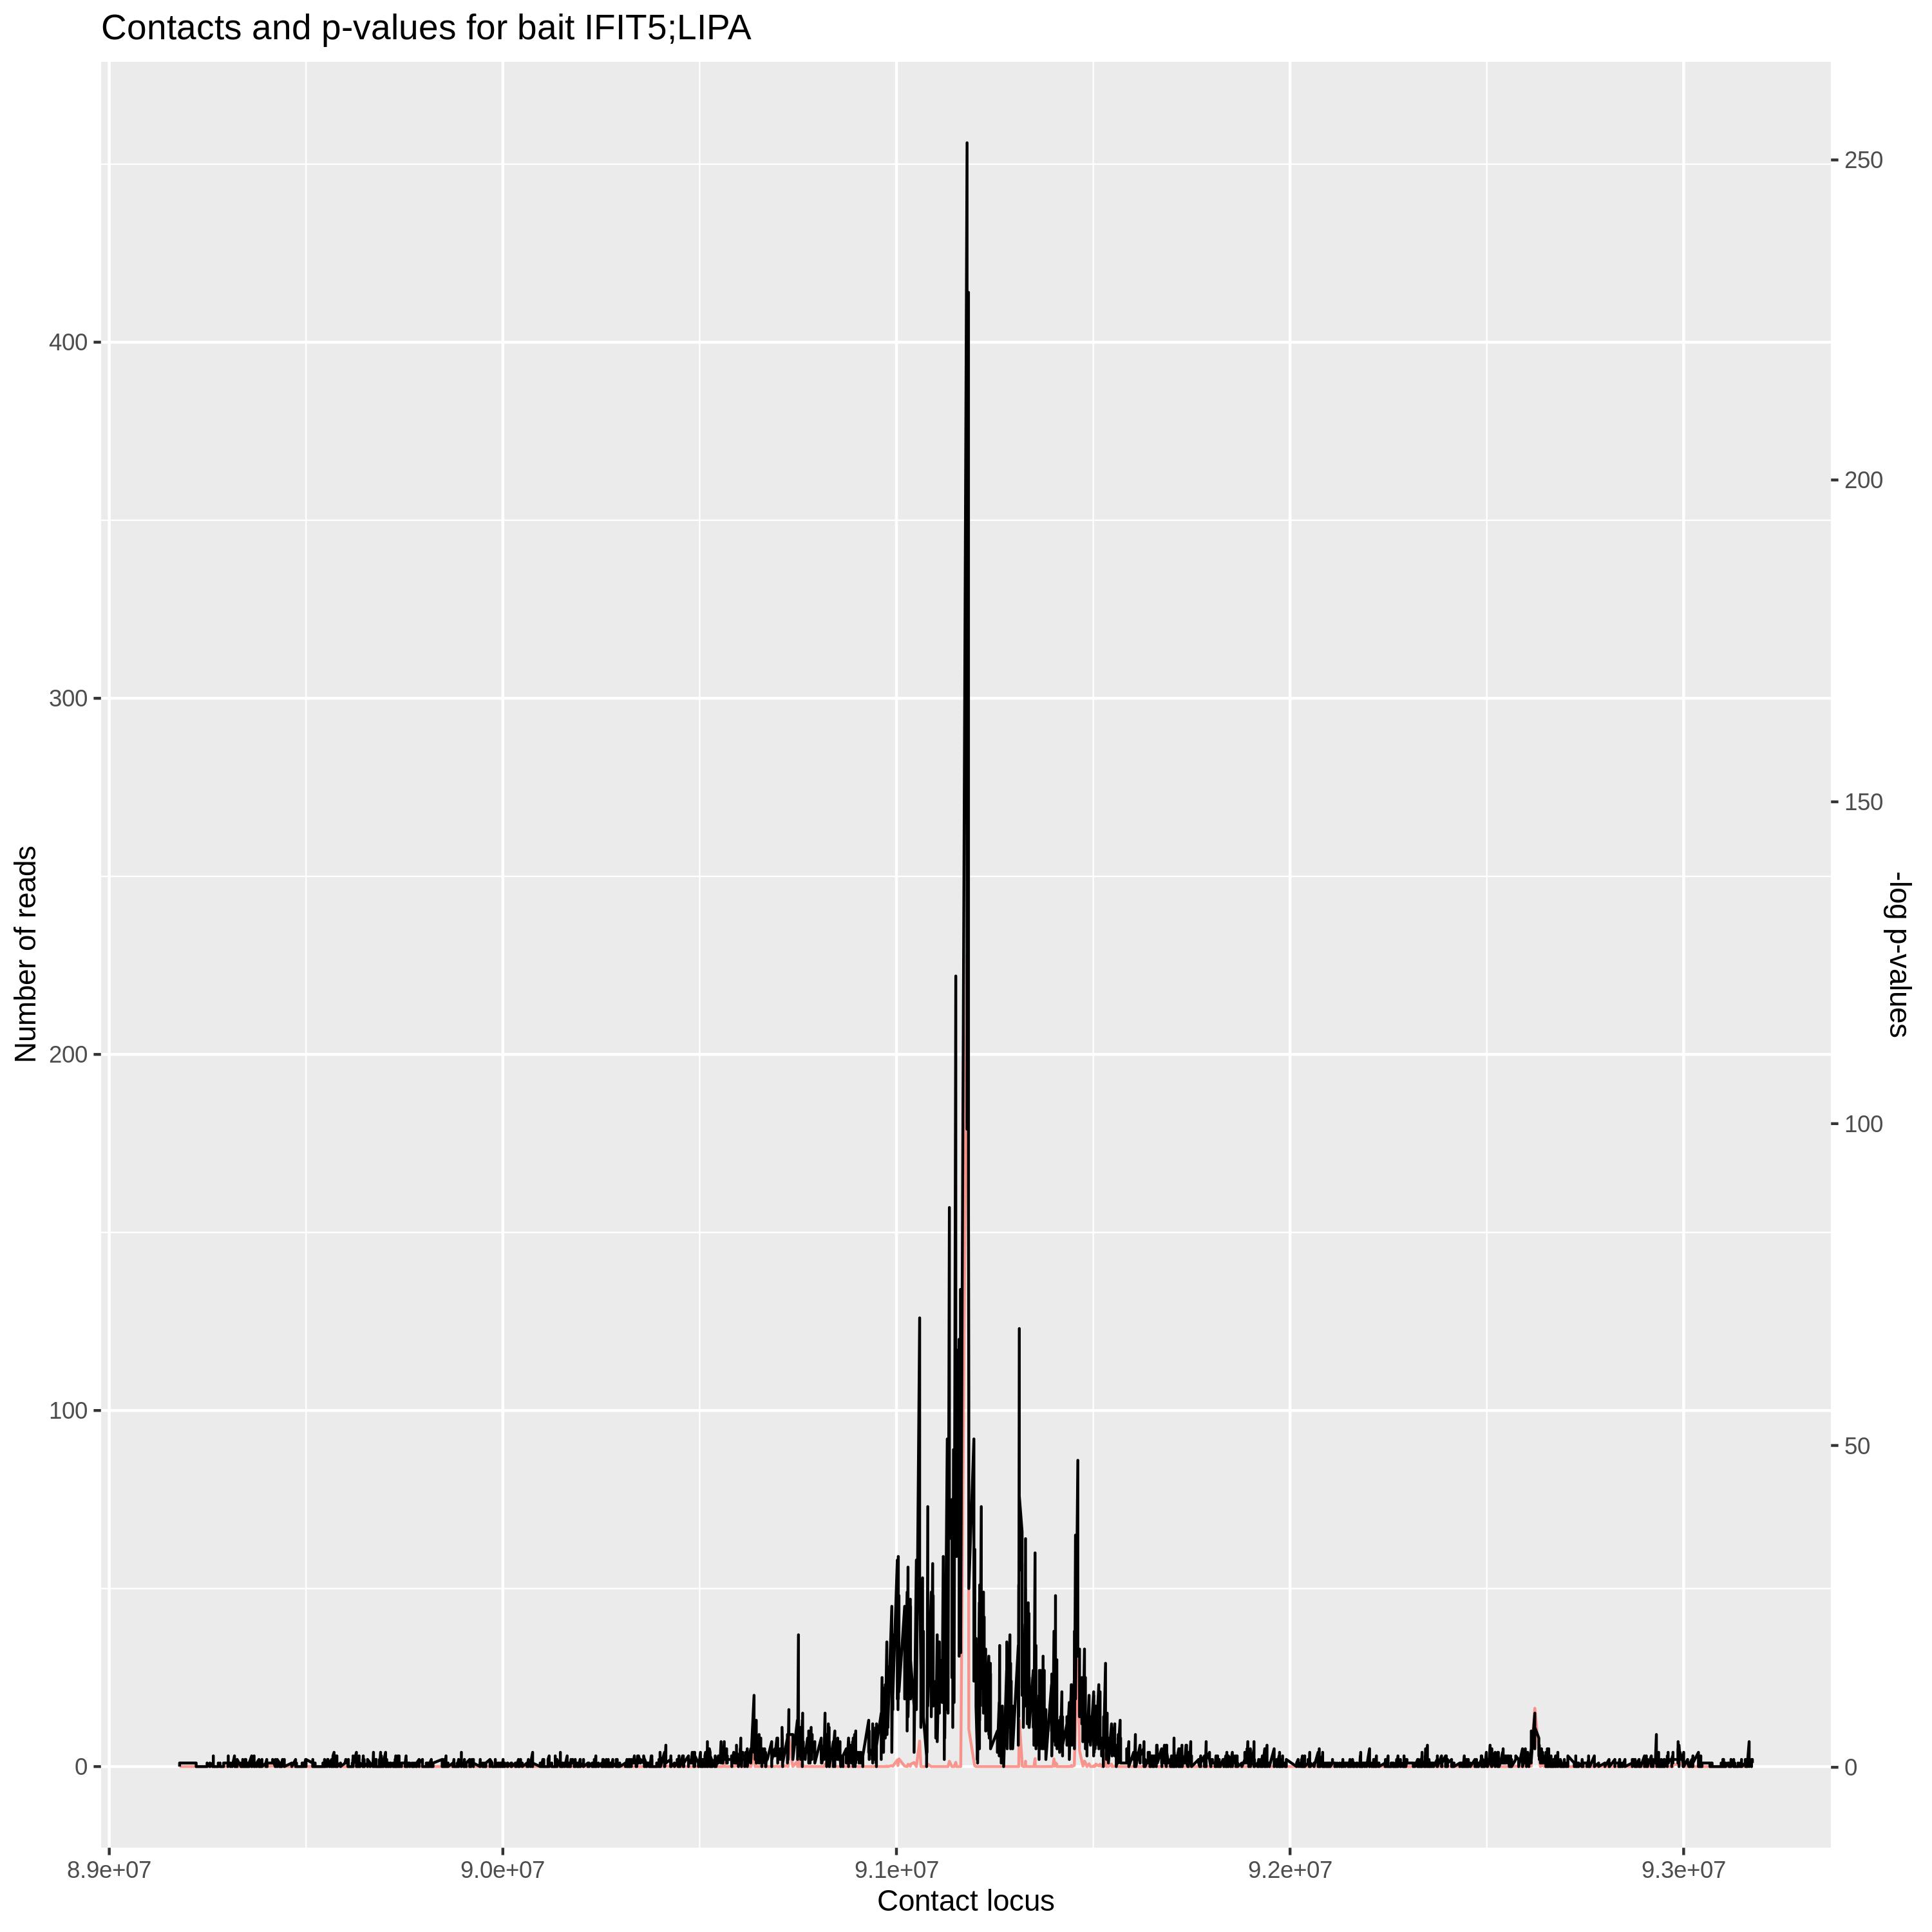 Contacts and p-values for bait IFIT5;LIPA
Number of reads
400
300
200
100
0
250
200
150
100
50
0
-log p-values
8.9e+07 9.0e+07 9.1e+07 9.2e+07 9.3e+07
Contact locus